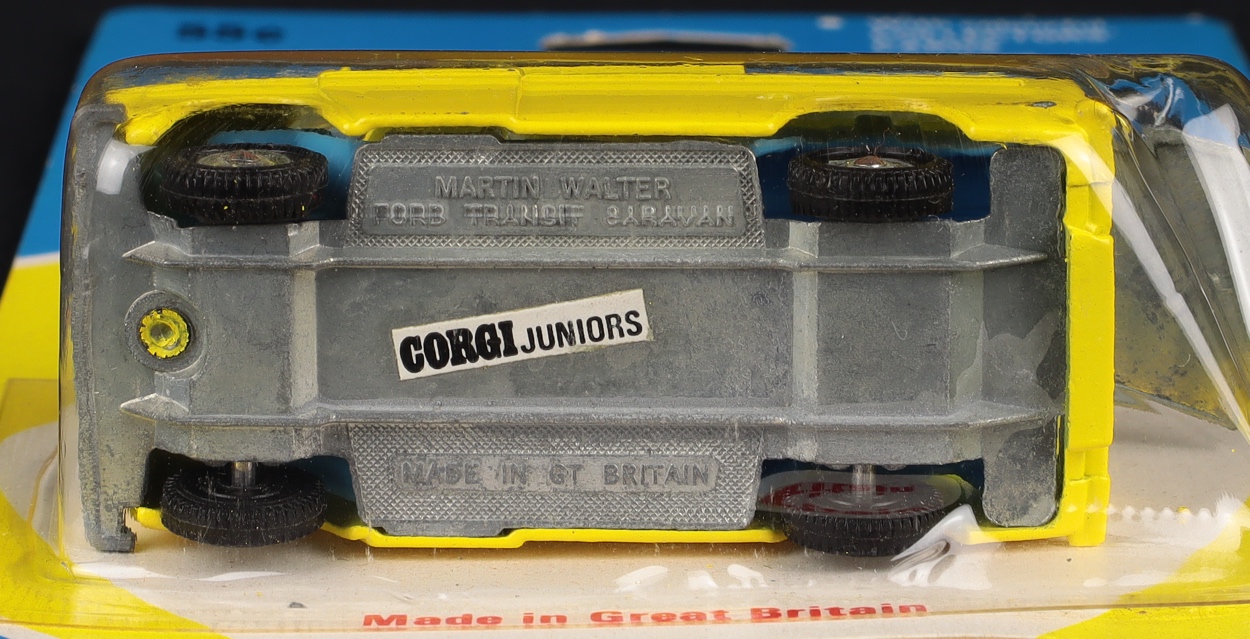 MARTIN WALTER
FORD TRANSIT CARAVAN
CORGI JUNIORS
MADE IN GT BRITAIN
Made in Great Britain